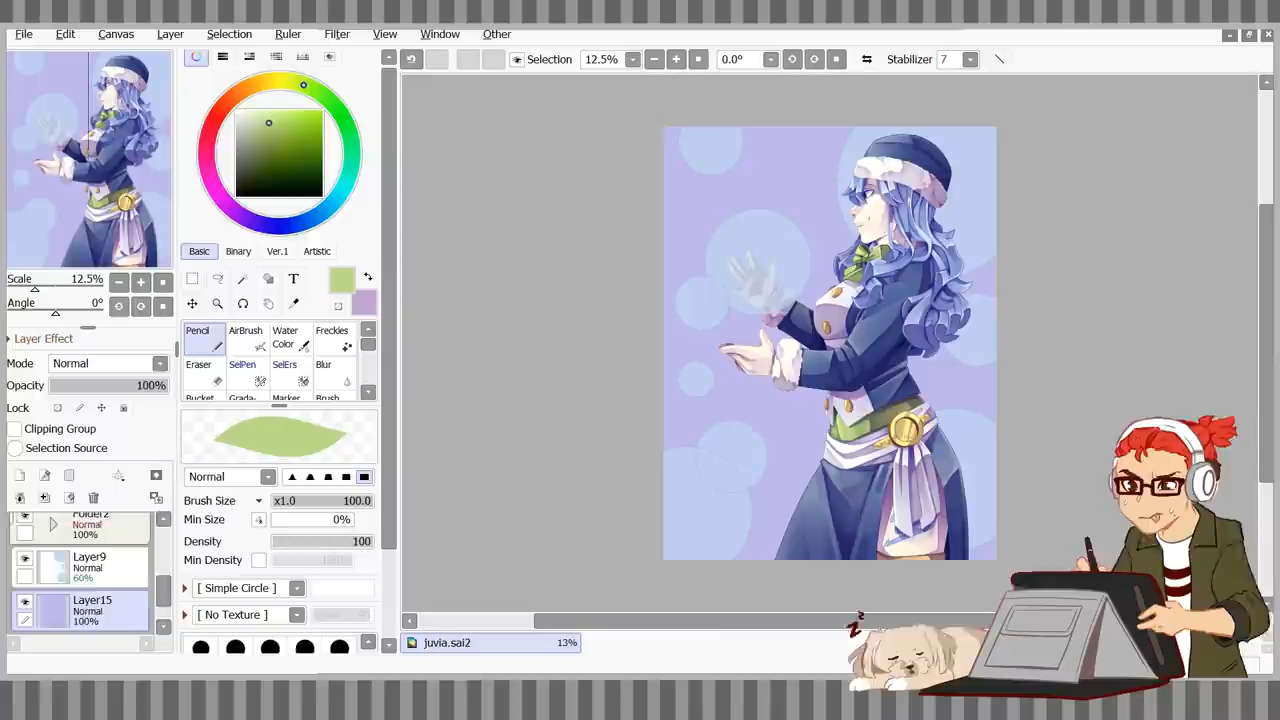 File Edit Canvas Layer Selection Ruler Filter View Window Other
Selection 12.5% 0.0° Stabilizer 7
Basic Binary Ver.1 Artistic
Scale 12.5%
Angle 0°
T
Layer Effect
Mode Normal
Opacity 100%
Lock
Clipping Group
Selection Source
Pencil AirBrush Water Color Freckles
Eraser SelPen SelErs Blur
Bucket Grada- Marker Brush
Normal
Brush Size x1.0 100.0
Min Size 0%
Density 100
Min Density
[ Simple Circle ]
[ No Texture ]
Folder2
Normal
100%
Layer9
Normal
60%
Layer15
Normal
100%
juvia.sai2 13%
z z z